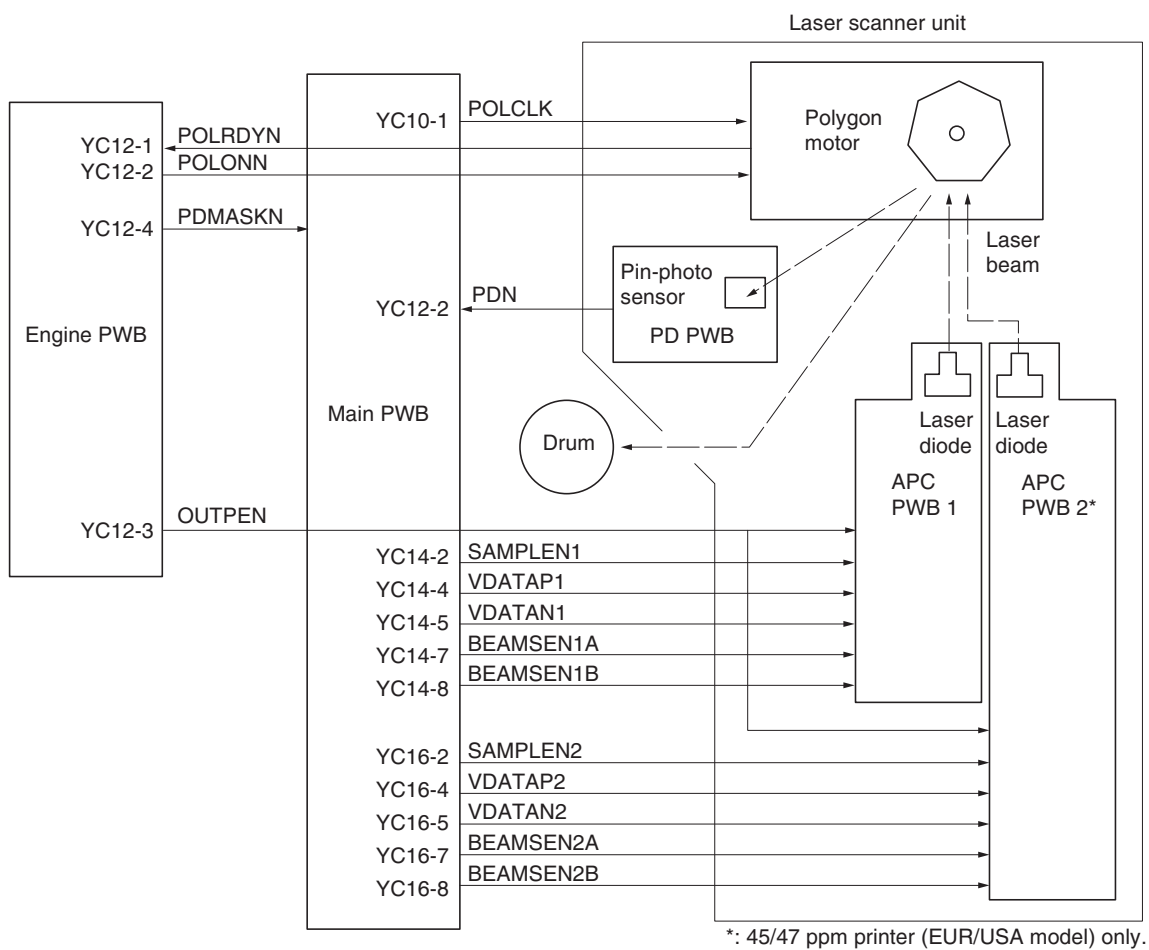 Laser scanner unit
YC10-1
POLCLK
Polygon
motor
YC12-1
POLRDYN
YC12-2
POLONN
YC12-4
PDMASKN
Laser
beam
Pin-photo
sensor
PD PWB
YC12-2
PDN
Engine PWB
Main PWB
Drum
Laser
diode
Laser
diode
APC
PWB 1
APC
PWB 2*
YC12-3
OUTPEN
YC14-2
SAMPLEN1
YC14-4
VDATAP1
YC14-5
VDATAN1
YC14-7
BEAMSEN1A
YC14-8
BEAMSEN1B
YC16-2
SAMPLEN2
YC16-4
VDATAP2
YC16-5
VDATAN2
YC16-7
BEAMSEN2A
YC16-8
BEAMSEN2B
*: 45/47 ppm printer (EUR/USA model) only.